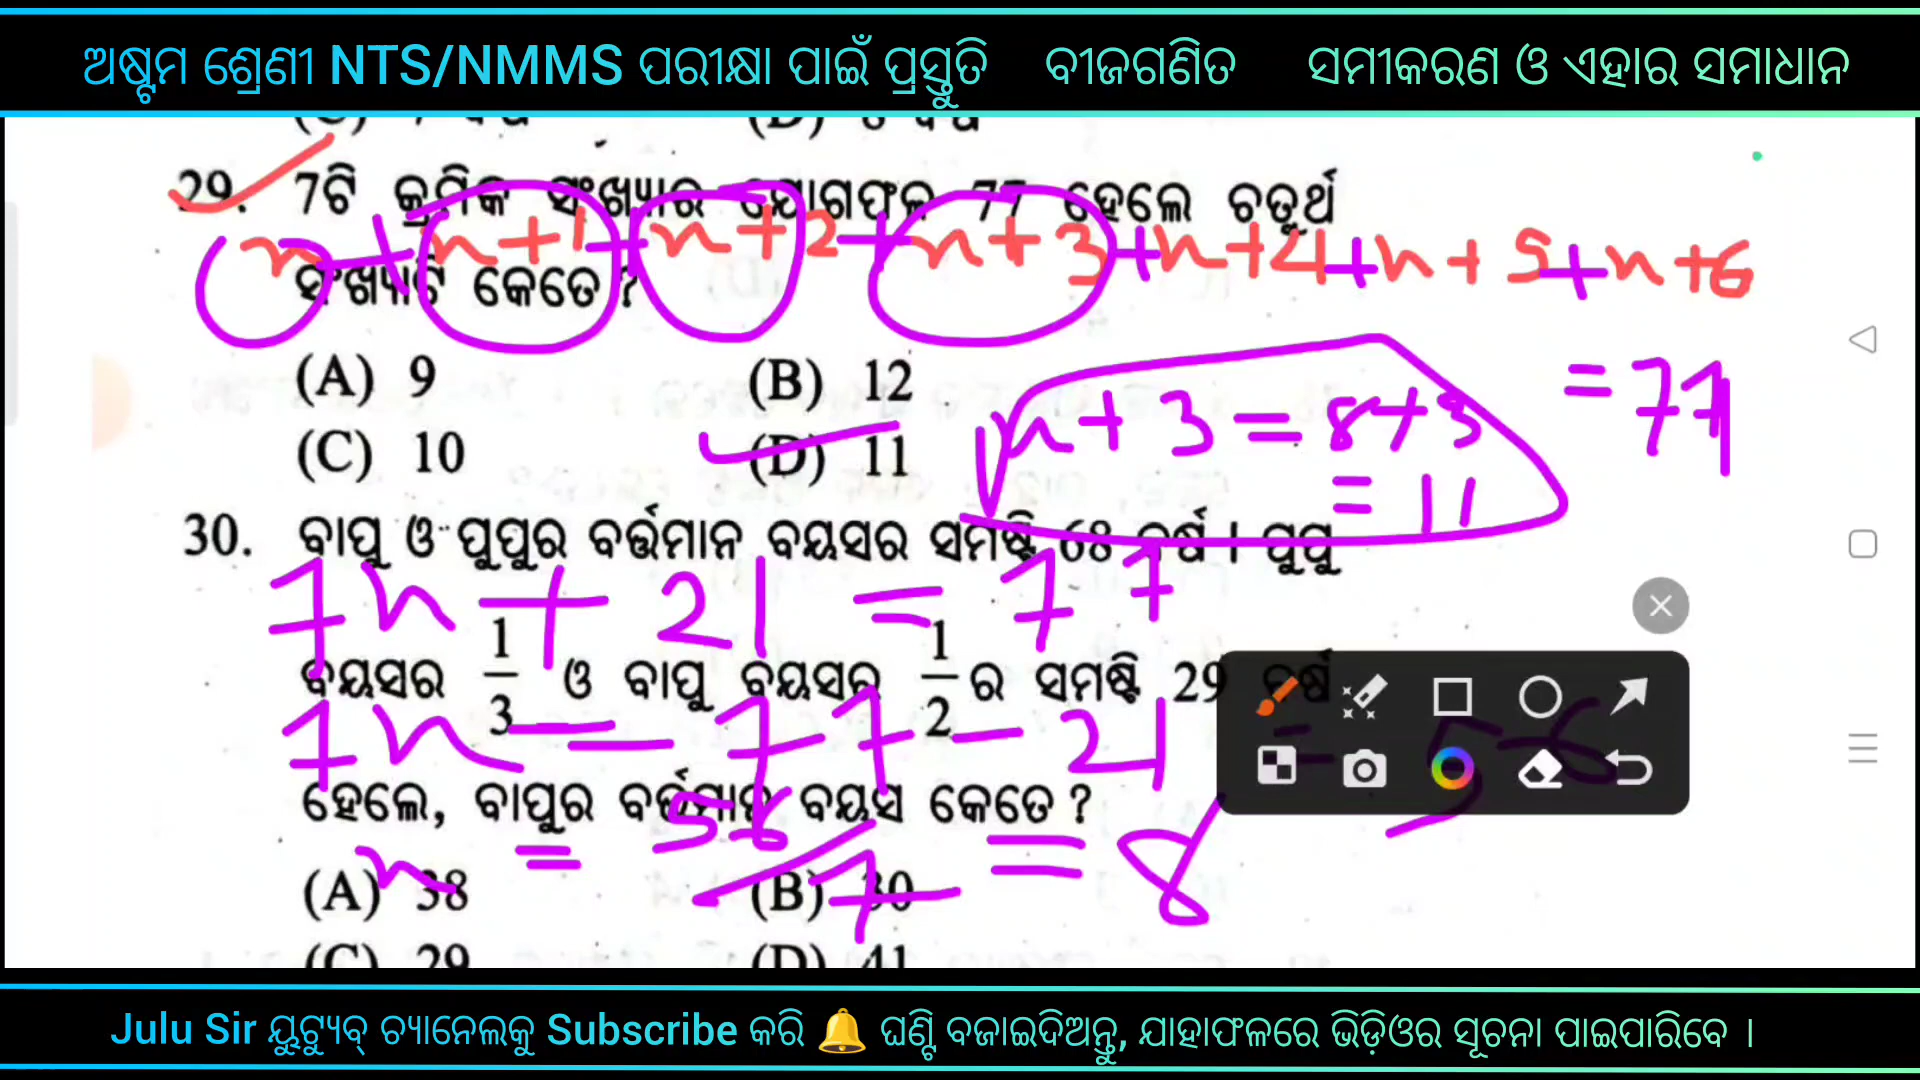 ଅଷ୍ଟମ ଶ୍ରେଣୀ NTS/NMMS ପରୀକ୍ଷା ପାଇଁ ପ୍ରସ୍ତୁତି ବୀଜଗଣିତ ସମୀକରଣ ଓ ଏହାର ସମାଧାନ
29. 7ଟି କ୍ରମିକ ସଂଖ୍ୟାର ଯୋଗଫଳ 77 ହେଲେ ଚତୁର୍ଥ
n + n+1 + n+2 + n+3 + n+4 + n+5 + n+6
ସଂଖ୍ୟାଟି କେତେ ?
= 77
(A) 9 (B) 12
n+3 = 8+3
(C) 10 (D) 11
= 11
30. ବାପୁ ଓ ପୁପୁର ବର୍ତ୍ତମାନ ବୟସର ସମଷ୍ଟି 68 ବର୍ଷ । ପୁପୁ
7n + 21 = 77
ବୟସର 1/3 ଓ ବାପୁ ବୟସର 1/2 ର ସମଷ୍ଟି 29 ବର୍ଷ
7n = 77 - 21 = 56
ହେଲେ, ବାପୁର ବର୍ତ୍ତମାନ ବୟସ କେତେ ?
n = 56/7 = 8
(A) 38 (B) 30
(C) 29 (D) 41
Julu Sir ୟୁଟ୍ୟୁବ୍ ଚ୍ୟାନେଲକୁ Subscribe କରି 🔔 ଘଣ୍ଟି ବଜାଇଦିଅନ୍ତୁ, ଯାହାଫଳରେ ଭିଡ଼ିଓର ସୂଚନା ପାଇପାରିବେ ।